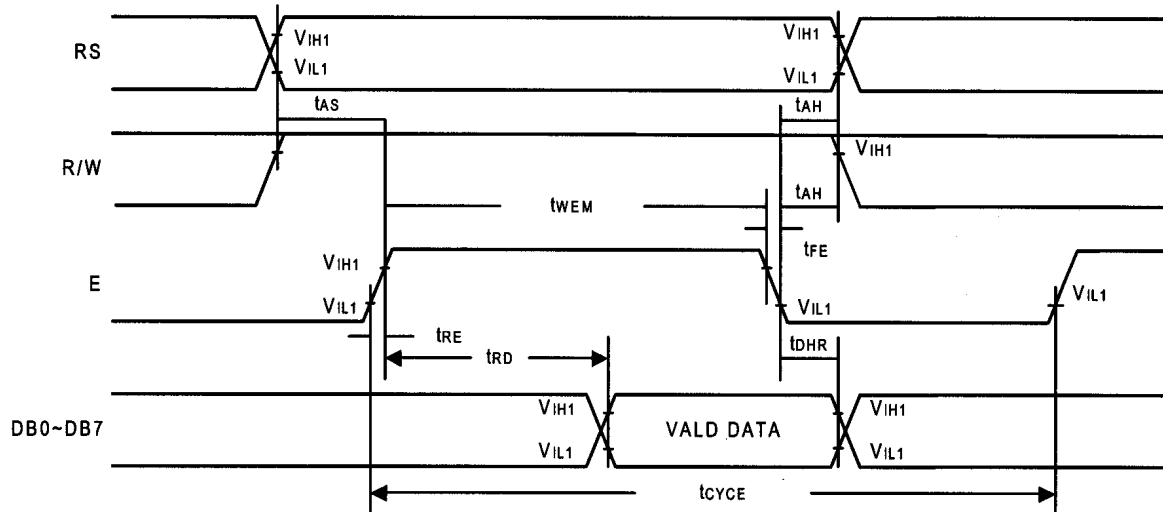 RS
VIH1
VIL1
VIH1
VIL1
tAS
tAH
R/W
VIH1
tWEM
tAH
tFE
E
VIH1
VIL1
VIL1
VIL1
tRE
tRD
tDHR
DB0~DB7
VIH1
VIL1
VALD DATA
VIH1
VIL1
tCYCE